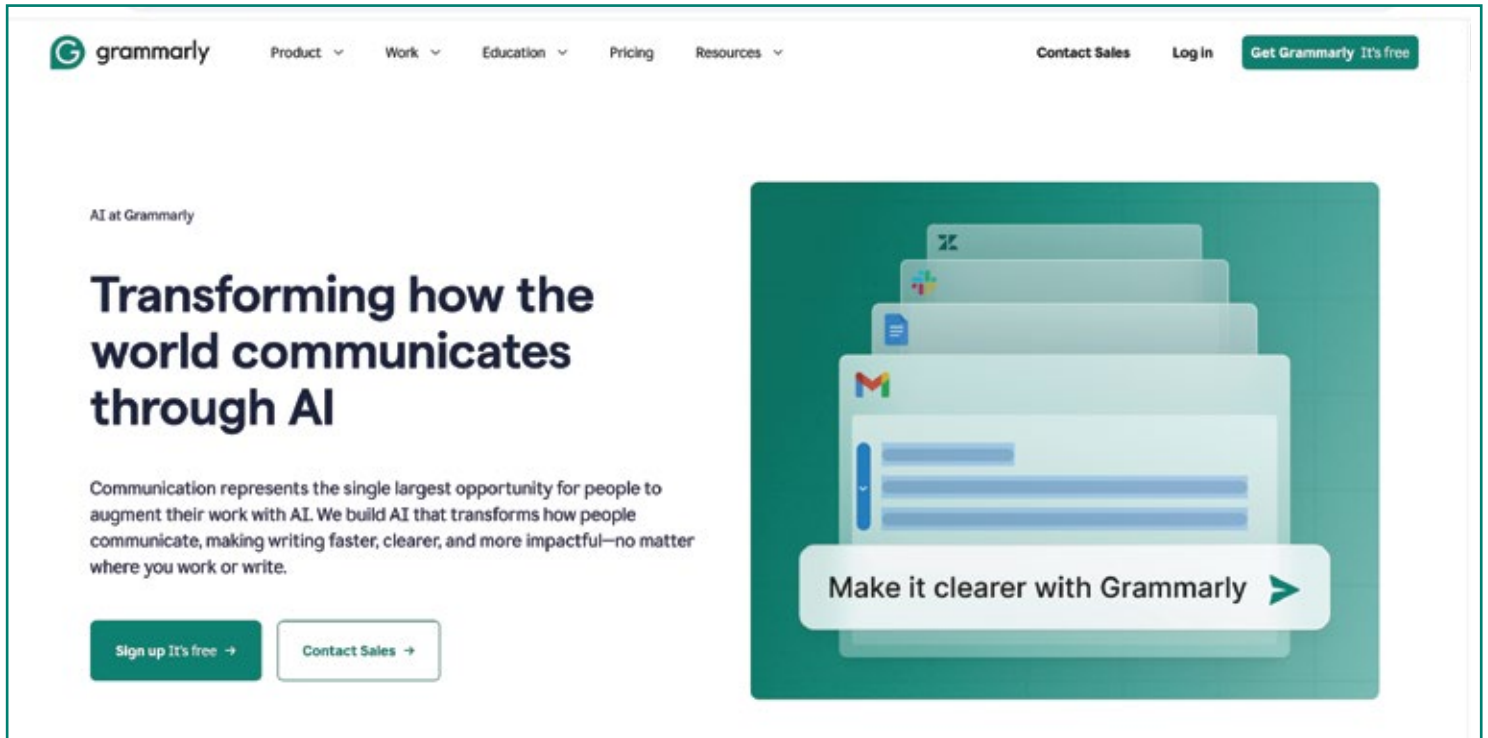 grammarly
Product
Work
Education
Pricing
Resources
Contact Sales
Log in
Get Grammarly It's free
AI at Grammarly
Transforming how the
world communicates
through AI
Communication represents the single largest opportunity for people to
augment their work with AI. We build AI that transforms how people
communicate, making writing faster, clearer, and more impactful—no matter
where you work or write.
Sign up It's free →
Contact Sales →
Make it clearer with Grammarly